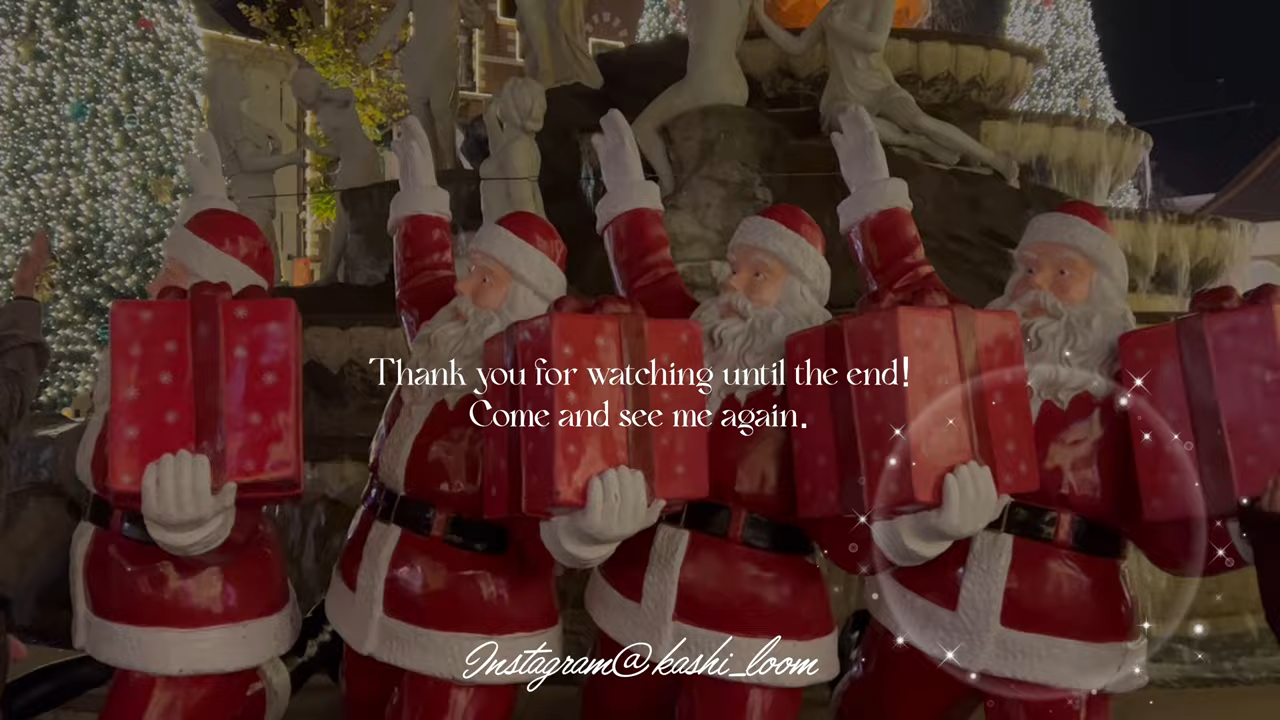 Thank you for watching until the end!
Come and see me again.
Instagram@kashi_loom